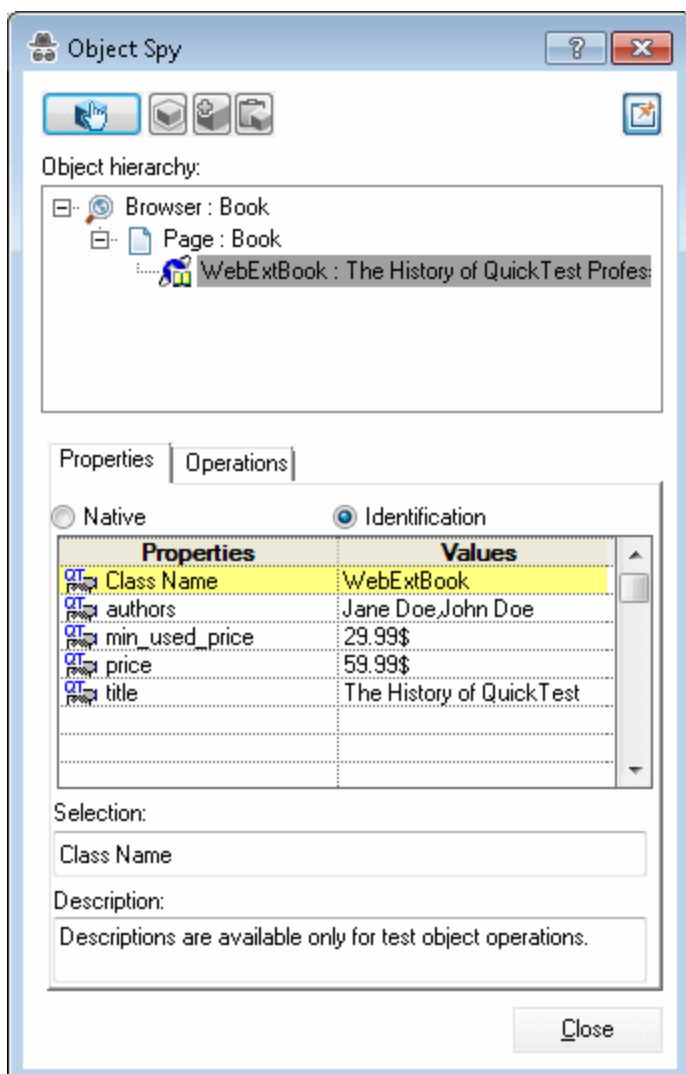 Object Spy
Object hierarchy:
Browser : Book
Page : Book
WebExtBook : The History of QuickTest Profes
Properties Operations
Native Identification
Properties Values
Class Name WebExtBook
authors Jane Doe,John Doe
min_used_price 29.99$
price 59.99$
title The History of QuickTest
Selection:
Class Name
Description:
Descriptions are available only for test object operations.
Close